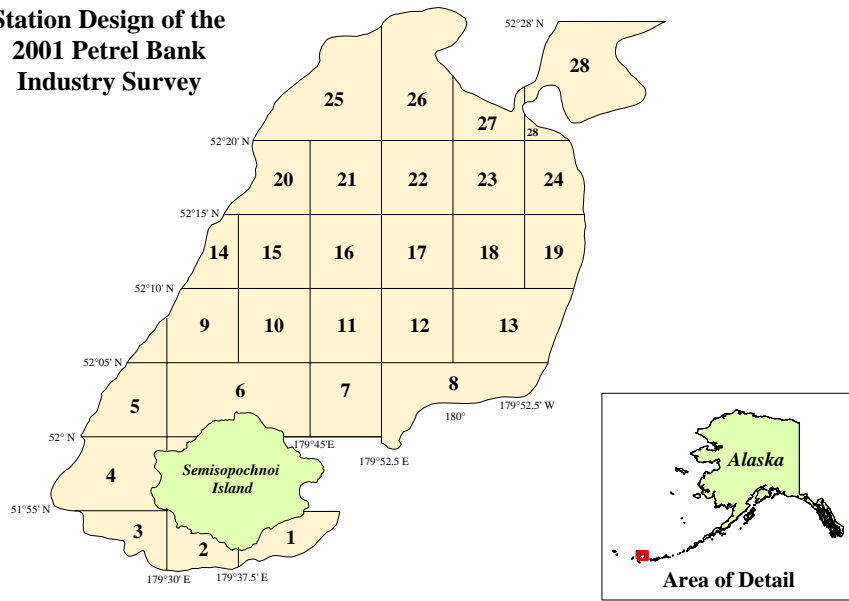 Station Design of the
2001 Petrel Bank
Industry Survey
52°28' N
28
25
26
27
28
52°20' N
20
21
22
23
24
52°15' N
14
15
16
17
18
19
52°10' N
9
10
11
12
13
52°05' N
5
6
7
8
179°52.5' W
180°
52° N
179°45'E
179°52.5 E
4
Semisopochnoi
Island
51°55' N
3
2
1
179°30' E
179°37.5' E
Alaska
Area of Detail